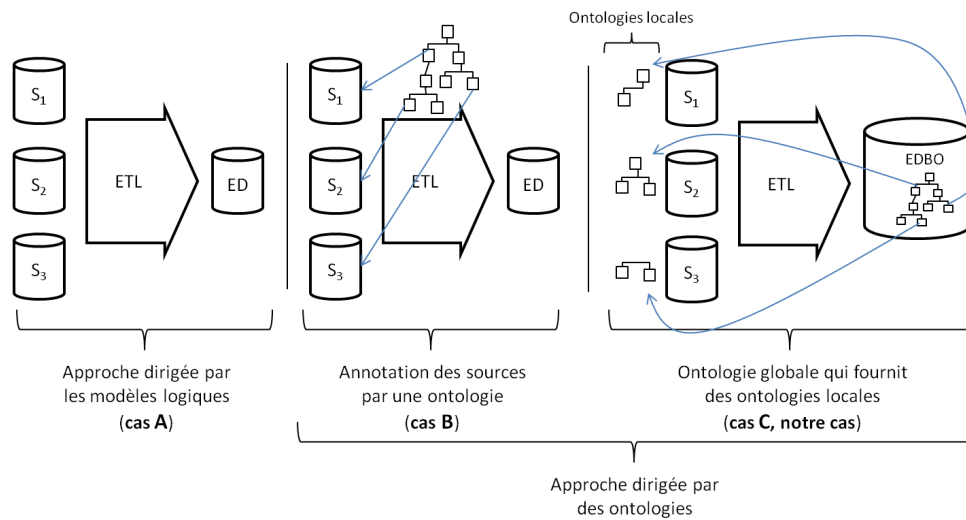 Ontologies locales
S1
S2
S3
ETL
ED
S1
S2
S3
ETL
ED
S1
S2
S3
ETL
EDBO
Approche dirigée par
les modèles logiques
(cas A)
Annotation des sources
par une ontologie
(cas B)
Ontologie globale qui fournit
des ontologies locales
(cas C, notre cas)
Approche dirigée par
des ontologies